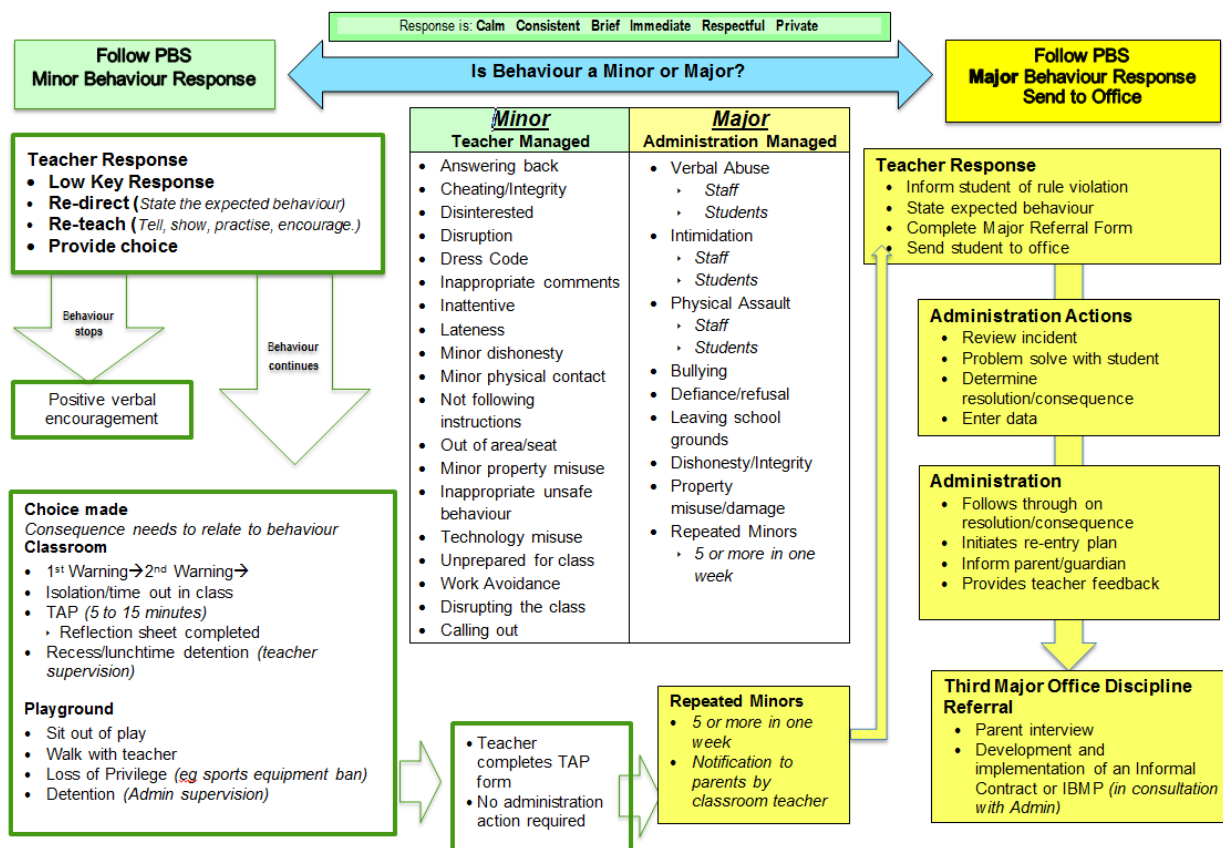 Response is: Calm Consistent Brief Immediate Respectful Private
Follow PBS
Minor Behaviour Response
Is Behaviour a Minor or Major?
Follow PBS
Major Behaviour Response
Send to Office
Teacher Response
• Low Key Response
• Re-direct (State the expected behaviour)
• Re-teach (Tell, show, practise, encourage.)
• Provide choice
Behaviour
stops
Behaviour
continues
Positive verbal
encouragement
Choice made
Consequence needs to relate to behaviour
Classroom
• 1st Warning→2nd Warning→
• Isolation/time out in class
• TAP (5 to 15 minutes)
‣ Reflection sheet completed
• Recess/lunchtime detention (teacher
supervision)
Playground
• Sit out of play
• Walk with teacher
• Loss of Privilege (eg sports equipment ban)
• Detention (Admin supervision)
Minor
Teacher Managed
• Answering back
• Cheating/Integrity
• Disinterested
• Disruption
• Dress Code
• Inappropriate comments
• Inattentive
• Lateness
• Minor dishonesty
• Minor physical contact
• Not following
instructions
• Out of area/seat
• Minor property misuse
• Inappropriate unsafe
behaviour
• Technology misuse
• Unprepared for class
• Work Avoidance
• Disrupting the class
• Calling out
Major
Administration Managed
• Verbal Abuse
‣ Staff
‣ Students
• Intimidation
‣ Staff
‣ Students
• Physical Assault
‣ Staff
‣ Students
• Bullying
• Defiance/refusal
• Leaving school
grounds
• Dishonesty/Integrity
• Property
misuse/damage
• Repeated Minors
‣ 5 or more in one
week
• Teacher
completes TAP
form
• No administration
action required
Repeated Minors
• 5 or more in one
week
• Notification to
parents by
classroom teacher
Teacher Response
• Inform student of rule violation
• State expected behaviour
• Complete Major Referral Form
• Send student to office
Administration Actions
• Review incident
• Problem solve with student
• Determine
resolution/consequence
• Enter data
Administration
• Follows through on
resolution/consequence
• Initiates re-entry plan
• Inform parent/guardian
• Provides teacher feedback
Third Major Office Discipline
Referral
• Parent interview
• Development and
implementation of an Informal
Contract or IBMP (in consultation
with Admin)